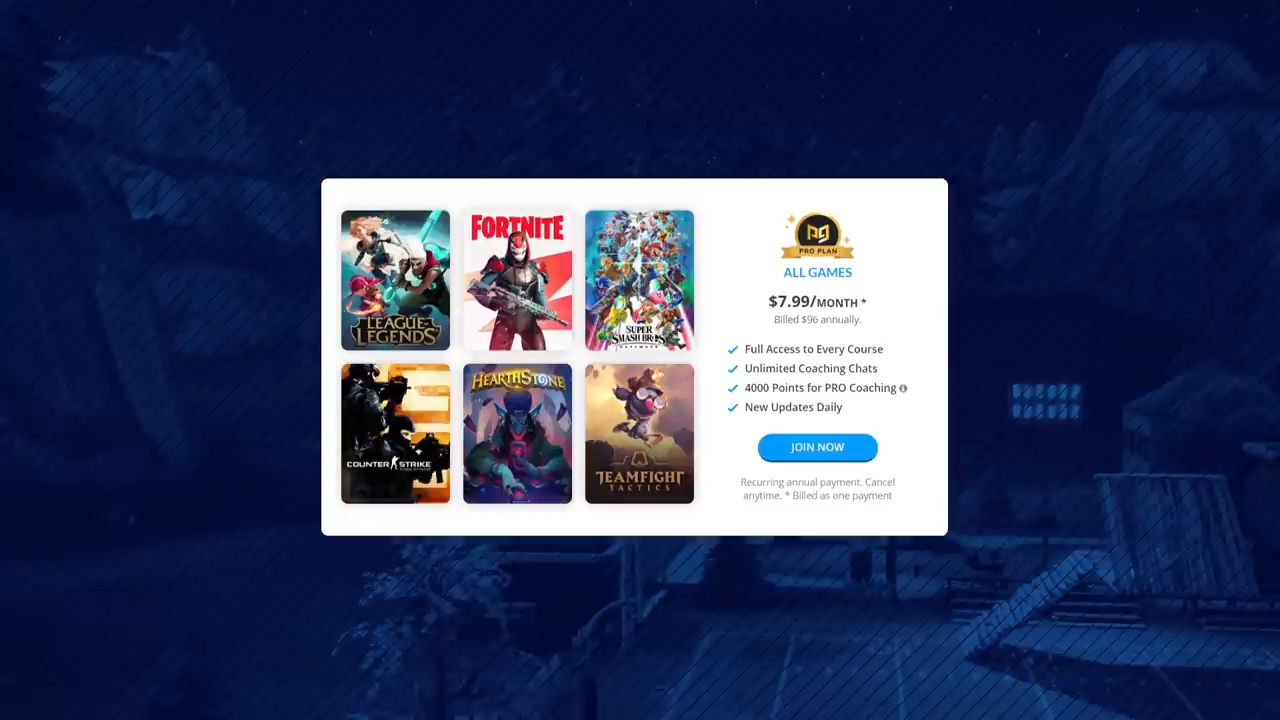 LEAGUE OF
LEGENDS
FORTNITE
SUPER
SMASH BROS
ULTIMATE
COUNTER STRIKE
HEARTHSTONE
TEAMFIGHT
TACTICS
PG
PRO PLAN
ALL GAMES
$7.99/MONTH *
Billed $96 annually.
Full Access to Every Course
Unlimited Coaching Chats
4000 Points for PRO Coaching
New Updates Daily
JOIN NOW
Recurring annual payment. Cancel
anytime. * Billed as one payment